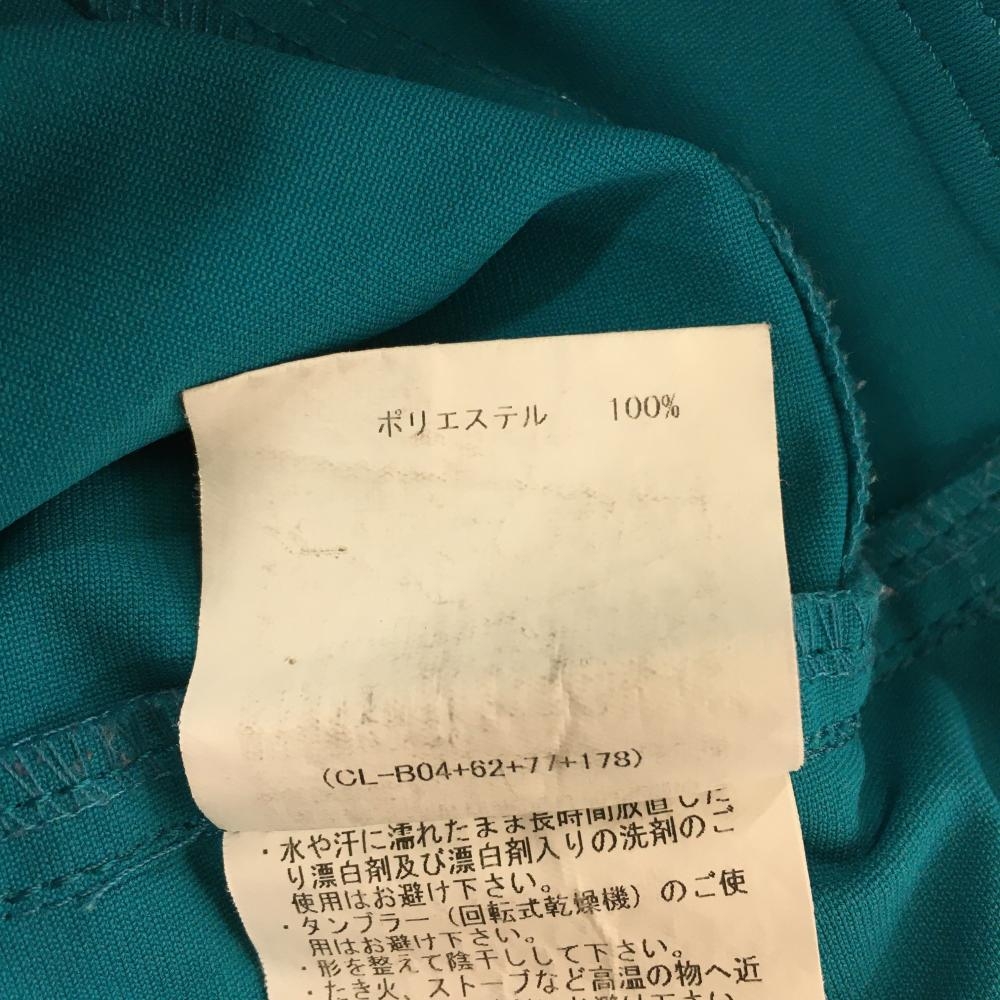 ポリエステル 100%
(CL-B04+62+77+178)
・水や汗に濡れたまま長時間放置した
り漂白剤及び漂白剤入りの洗剤のご
使用はお避け下さい。
・タンブラー（回転式乾燥機）のご使
用はお避け下さい。
・形を整えて陰干しして下さい。
・たき火、ストーブなど高温の物へ近